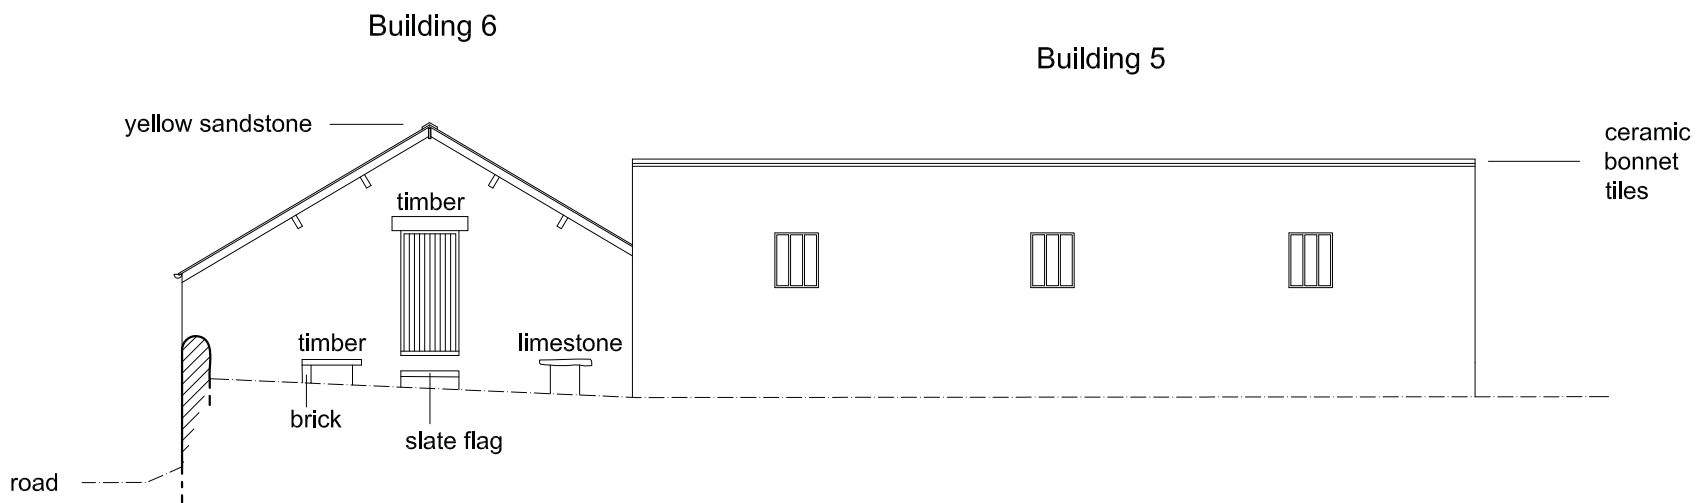 Building 6
Building 5
yellow sandstone
ceramic
bonnet
tiles
timber
timber
limestone
brick
slate flag
road